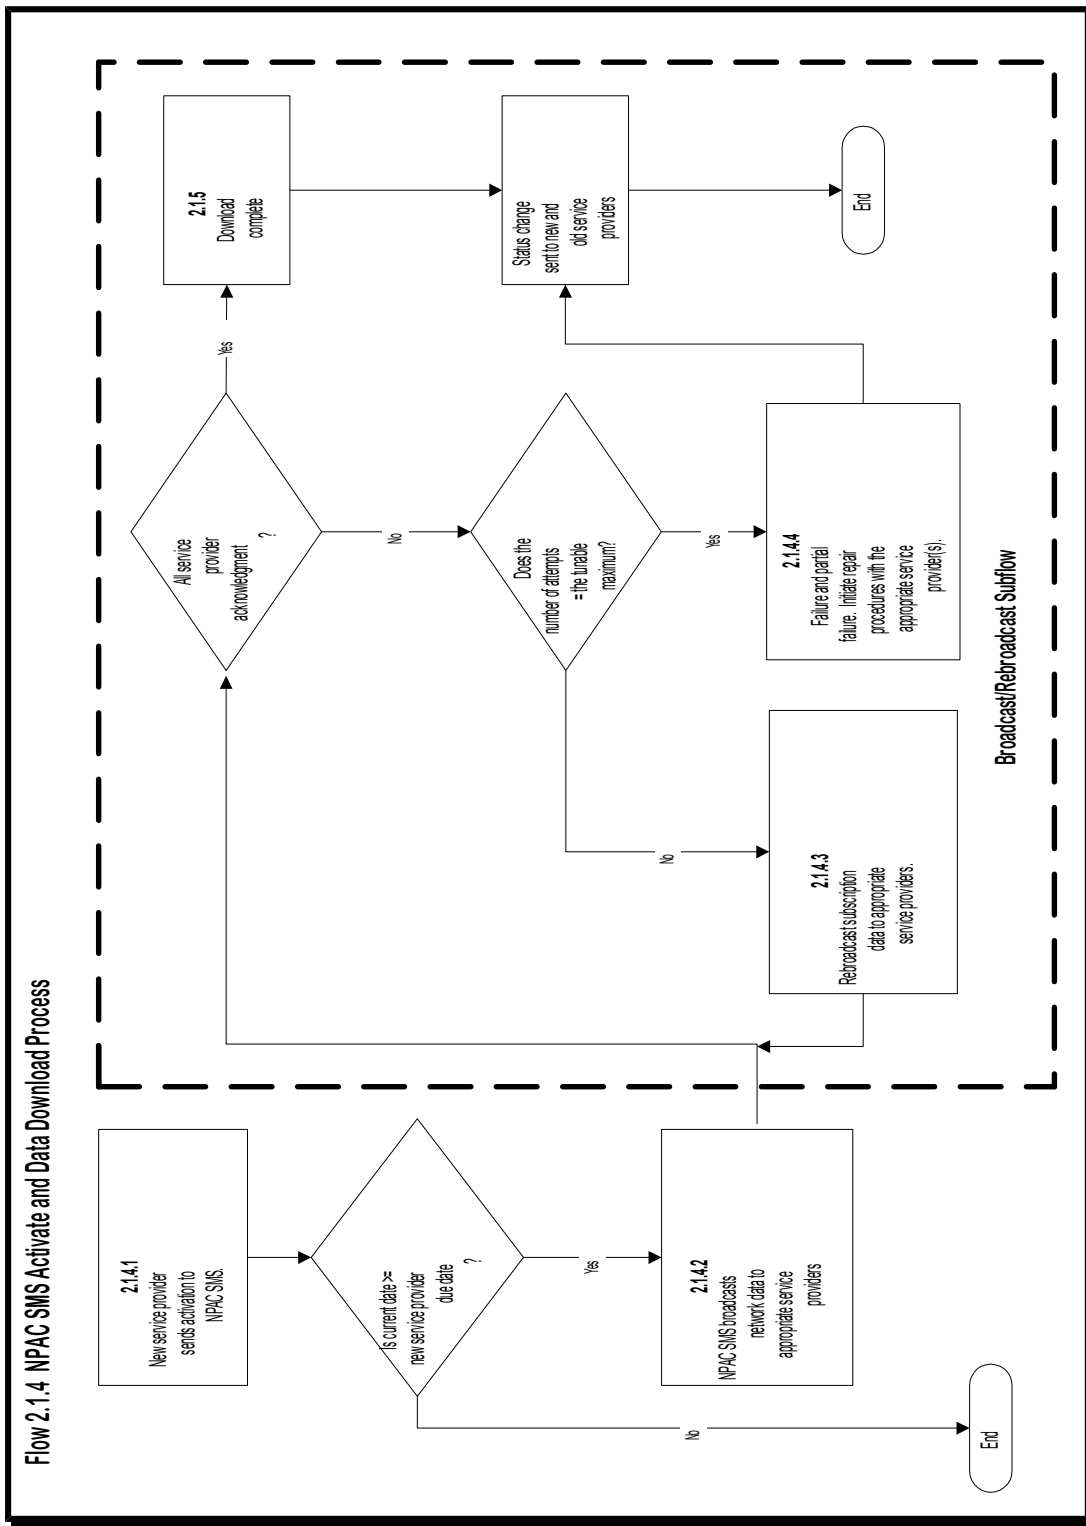 Flow 2.1.4 NPAC SMS Activate and Data Download Process
2.1.4.1
New service provider
sends activation to
NPAC SMS.
Is current date >=
new service provider
due date
?
Yes
No
End
2.1.4.2
NPAC SMS broadcasts
network data to
appropriate service
providers
All service
provider
acknowledgment
?
Yes
No
2.1.5
Download
complete
Does the
number of attempts
= the tunable
maximum?
No
Yes
Status change
sent to new and
old service
providers
2.1.4.3
Rebroadcast subscription
data to appropriate
service providers.
2.1.4.4
Failure and partial
failure. Initiate repair
procedures with the
appropriate service
provider(s).
End
Broadcast/Rebroadcast Subflow